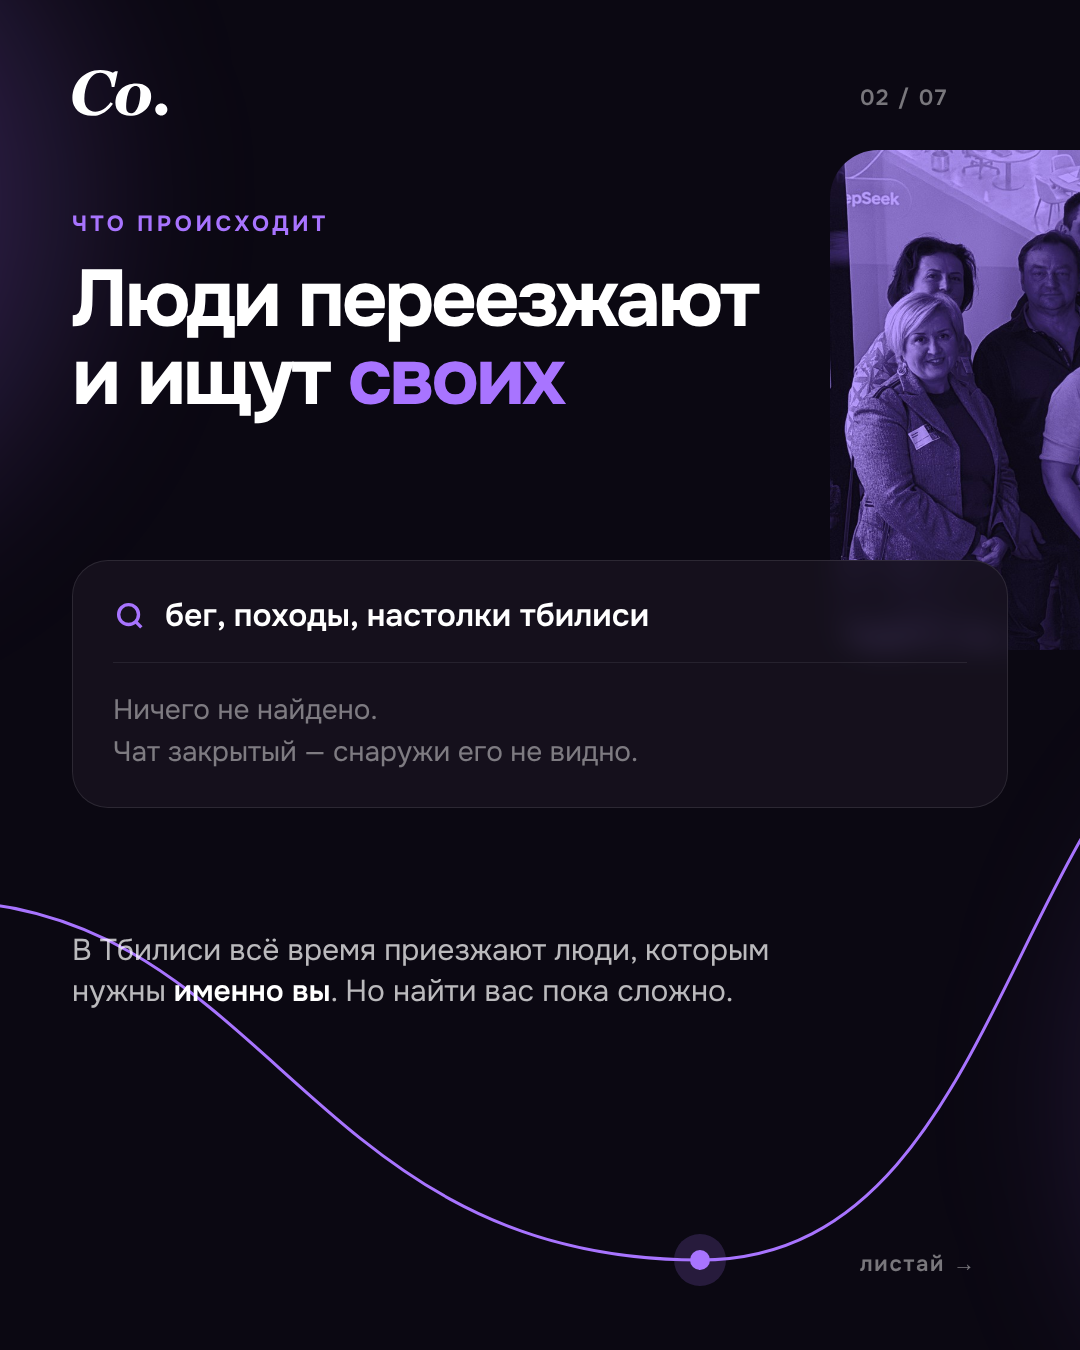 Co.
02 / 07
epSeek
ЧТО ПРОИСХОДИТ
Люди переезжают
и ищут своих
бег, походы, настолки тбилиси
Ничего не найдено.
Чат закрытый — снаружи его не видно.
В Тбилиси всё время приезжают люди, которым
нужны именно вы. Но найти вас пока сложно.
листай →